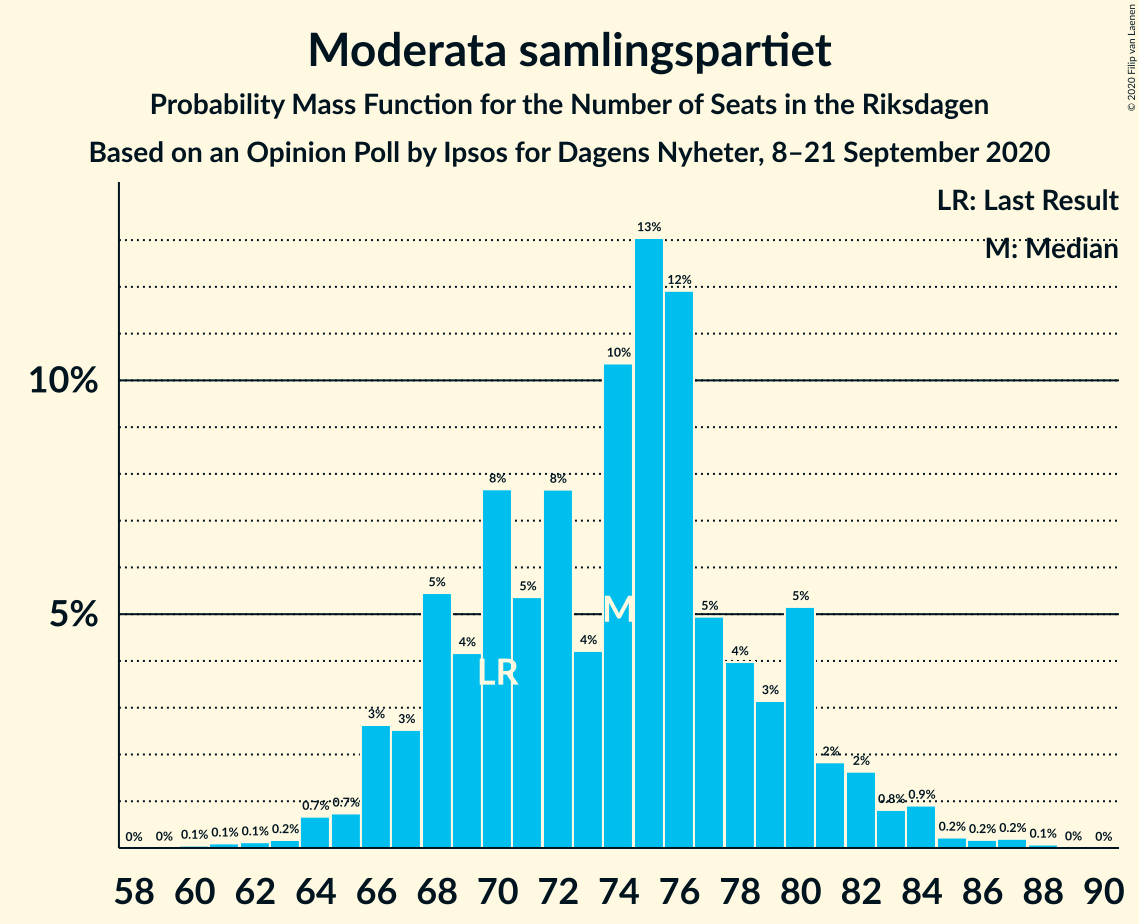 Moderata samlingspartiet
Probability Mass Function for the Number of Seats in the Riksdagen
Based on an Opinion Poll by Ipsos for Dagens Nyheter, 8–21 September 2020
© 2020 Filip van Laenen
LR: Last Result
M: Median
10%
5%
0% 0% 0.1% 0.1% 0.1% 0.2% 0.7% 0.7% 3% 3% 5% 4% 8% 5% 8% 4% 10% 13% 12% 5% 4% 3% 5% 2% 2% 0.8% 0.9% 0.2% 0.2% 0.2% 0.1% 0% 0%
LR
M
58 60 62 64 66 68 70 72 74 76 78 80 82 84 86 88 90